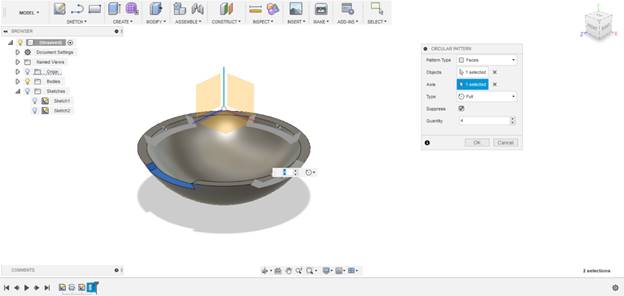 SKETCH
CREATE
MODIFY
ASSEMBLE
CONSTRUCT
INSPECT
INSERT
MAKE
ADD-INS
SELECT
BROWSER
Document Settings
Named Views
Origin
Bodies
Sketches
Sketch1
Sketch2
CIRCULAR PATTERN
Pattern Type Faces
Objects 1 selected
Axis 1 selected
Type Full
Suppress
Quantity 4
OK Cancel
2 selections
COMMENTS